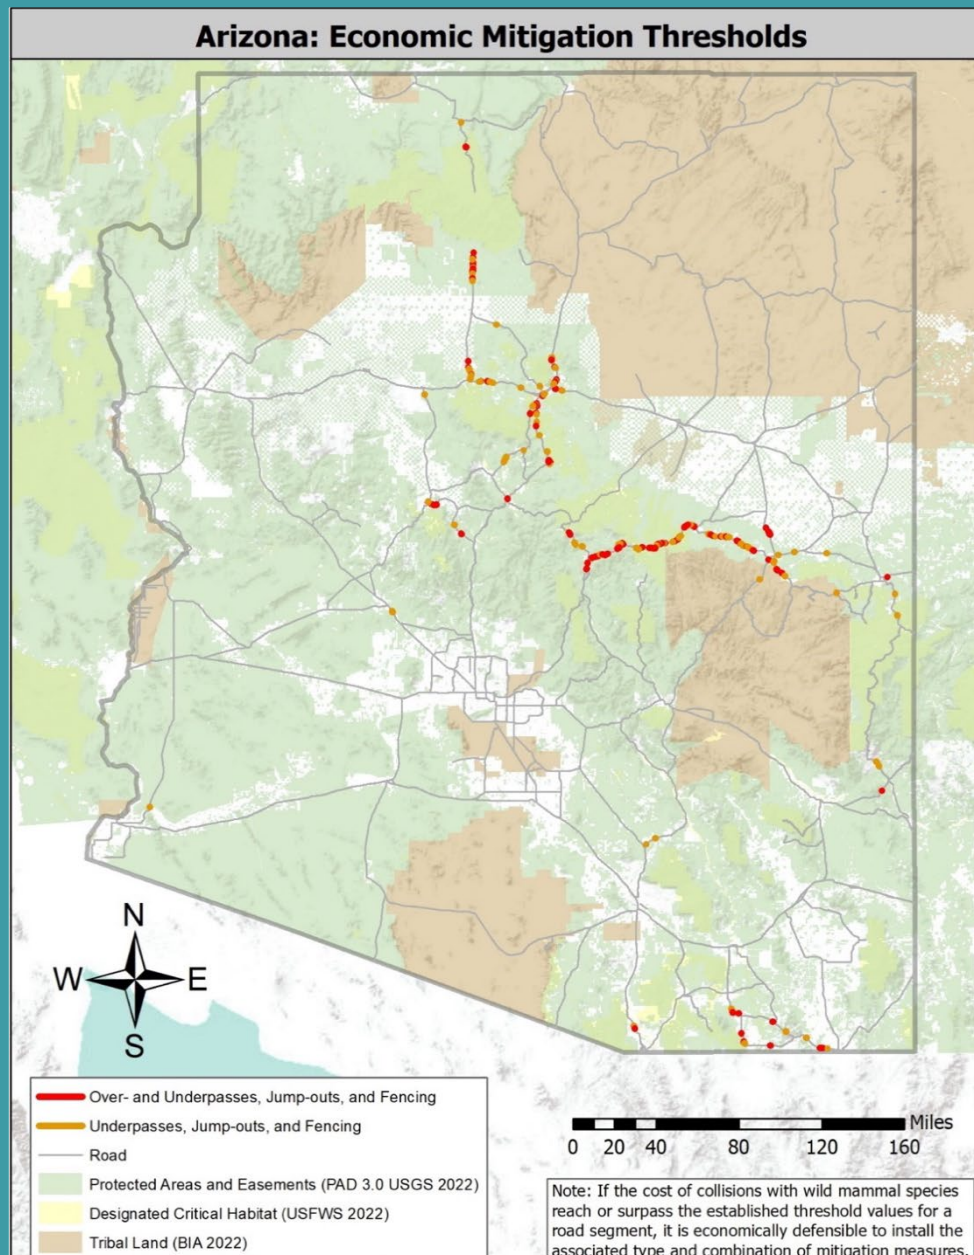 Arizona: Economic Mitigation Thresholds
N
W E
S
Over- and Underpasses, Jump-outs, and Fencing
Underpasses, Jump-outs, and Fencing
Road
Protected Areas and Easements (PAD 3.0 USGS 2022)
Designated Critical Habitat (USFWS 2022)
Tribal Land (BIA 2022)
Miles
0 20 40 80 120 160
Note: If the cost of collisions with wild mammal species
reach or surpass the established threshold values for a
road segment, it is economically defensible to install the
associated type and combination of mitigation measures.